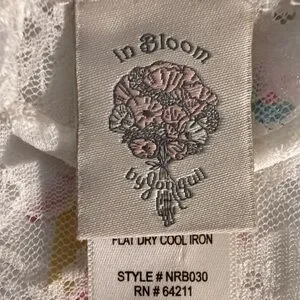 in Bloom
by Jonquil
FLAT DRY COOL IRON
STYLE # NRB030
RN # 64211